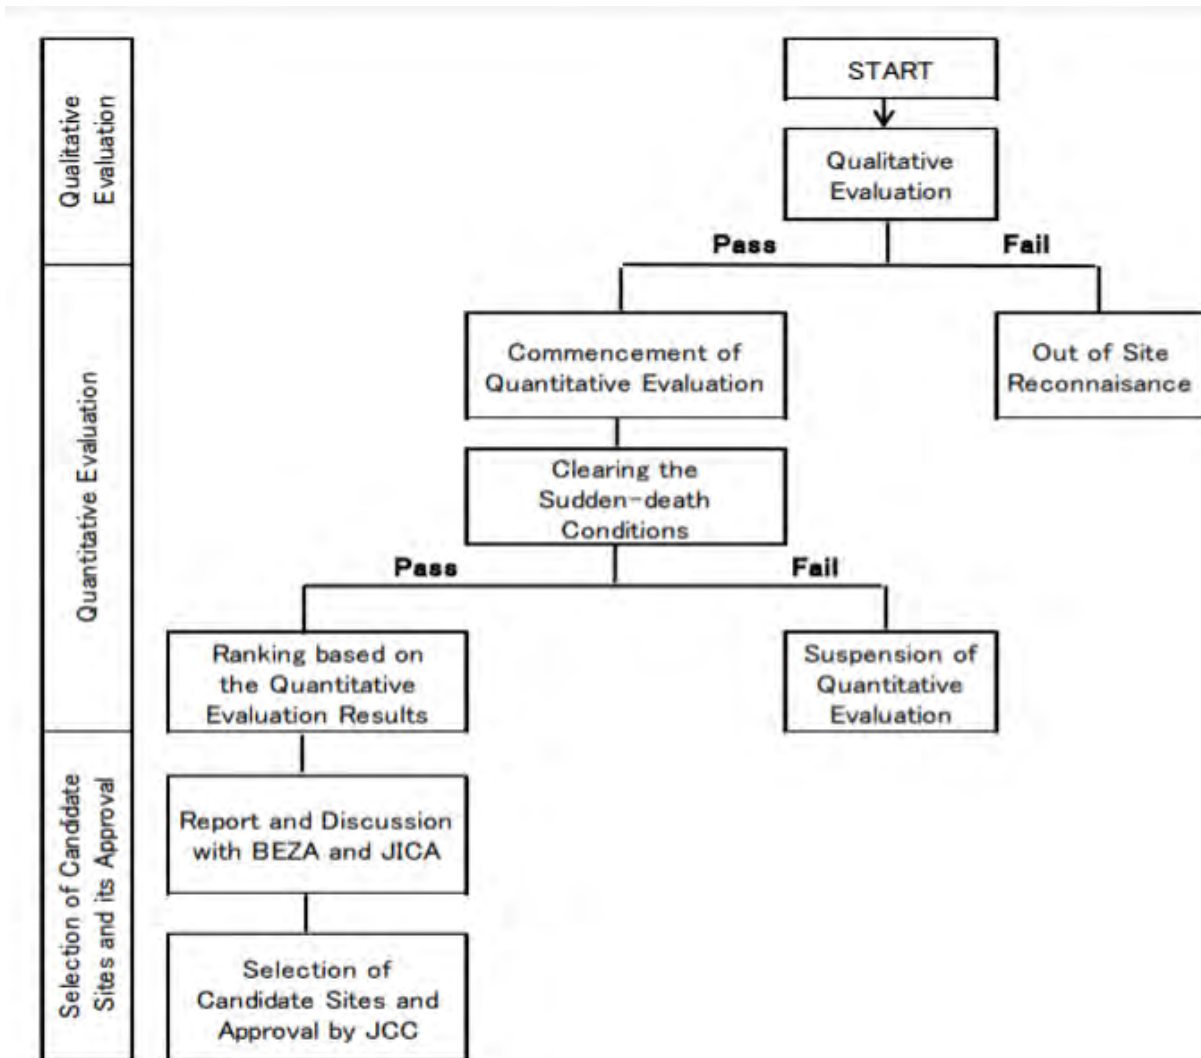 Qualitative
Evaluation
START
Qualitative
Evaluation
Pass
Fail
Quantitative Evaluation
Commencement of
Quantitative Evaluation
Out of Site
Reconnaisance
Clearing the
Sudden-death
Conditions
Pass
Fail
Ranking based on
the Quantitative
Evaluation Results
Suspension of
Quantitative
Evaluation
Selection of Candidate
Sites and its Approval
Report and Discussion
with BEZA and JICA
Selection of
Candidate Sites and
Approval by JCC